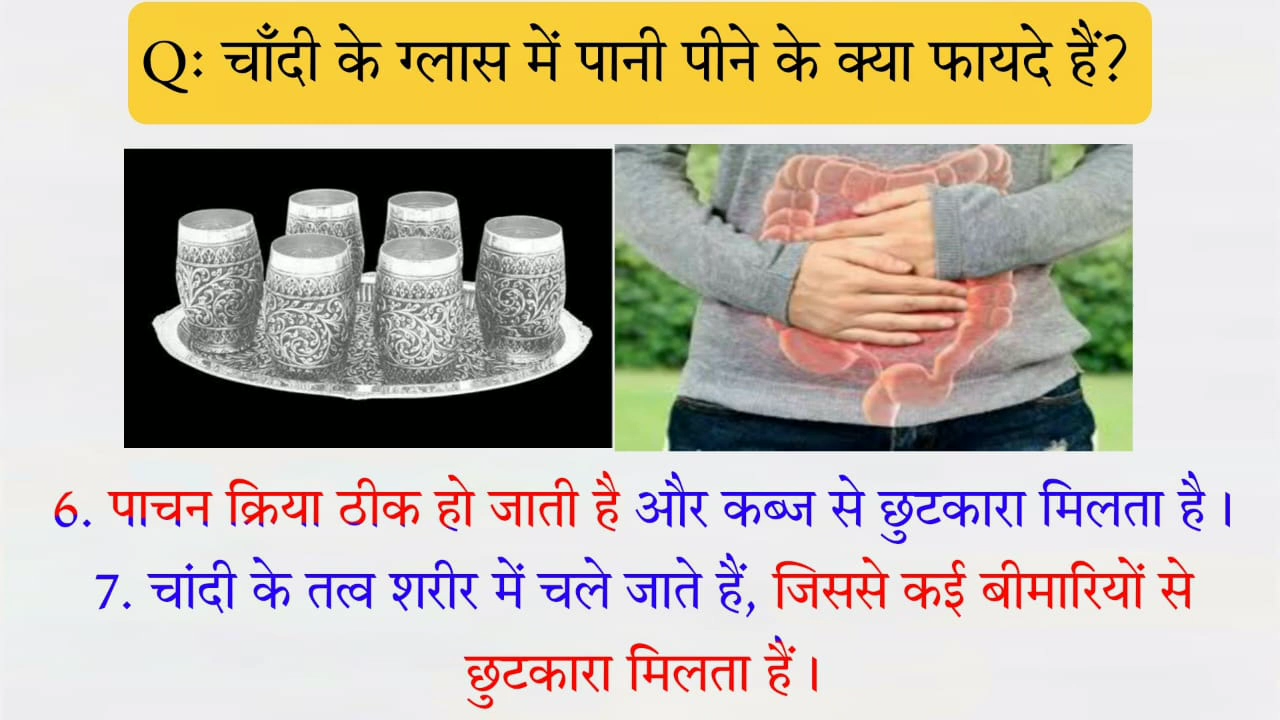 Q: चाँदी के ग्लास में पानी पीने के क्या फायदे हैं?
6. पाचन क्रिया ठीक हो जाती है और कब्ज से छुटकारा मिलता है।
7. चांदी के तत्व शरीर में चले जाते हैं, जिससे कई बीमारियों से
छुटकारा मिलता हैं।